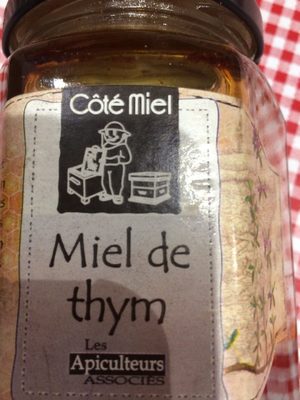 Côté Miel
Miel de
thym
Les
Apiculteurs
ASSOCIÉS